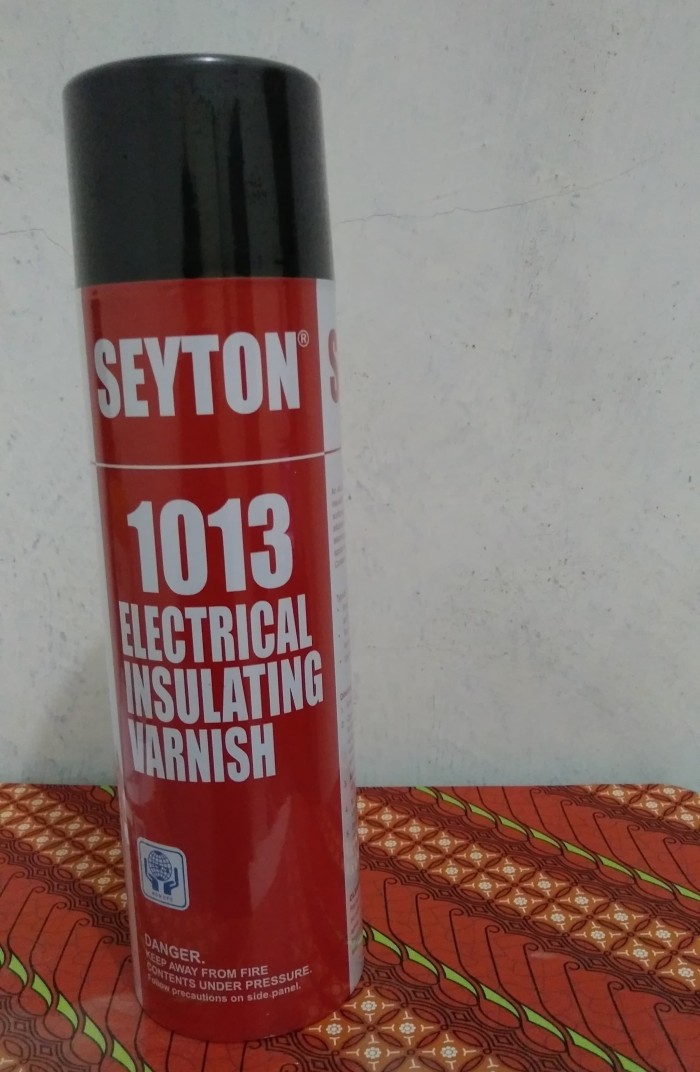 SEYTON®
1013
ELECTRICAL
INSULATING
VARNISH
DANGER.
KEEP AWAY FROM FIRE
CONTENTS UNDER PRESSURE.
Follow precautions on side panel.
S